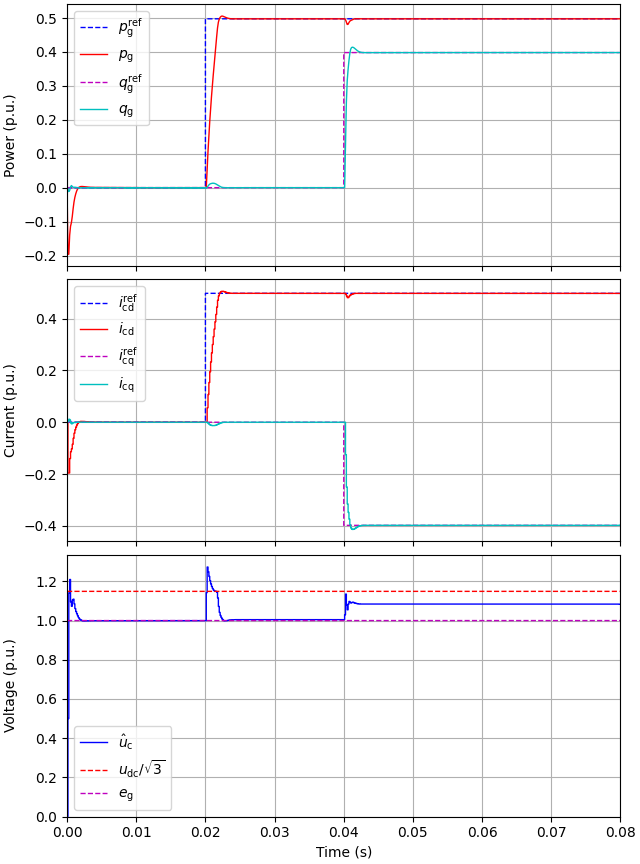 0.5
0.4
0.3
0.2
0.1
0.0
−0.1
−0.2
Power (p.u.)
p_g^ref
p_g
q_g^ref
q_g
0.4
0.2
0.0
−0.2
−0.4
Current (p.u.)
i_cd^ref
i_cd
i_cq^ref
i_cq
1.2
1.0
0.8
0.6
0.4
0.2
0.0
Voltage (p.u.)
û_c
u_dc/√3
e_g
0.00 0.01 0.02 0.03 0.04 0.05 0.06 0.07 0.08
Time (s)